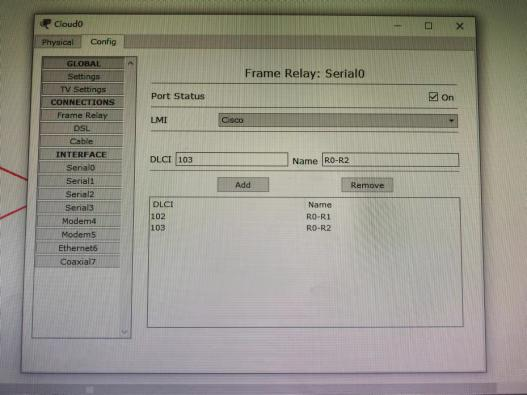 Cloud0
Physical Config
GLOBAL
Settings
TV Settings
CONNECTIONS
Frame Relay
DSL
Cable
INTERFACE
Serial0
Serial1
Serial2
Serial3
Modem4
Modem5
Ethernet6
Coaxial7
Frame Relay: Serial0
Port Status On
LMI Cisco
DLCI 103 Name R0-R2
Add Remove
DLCI Name
102 R0-R1
103 R0-R2